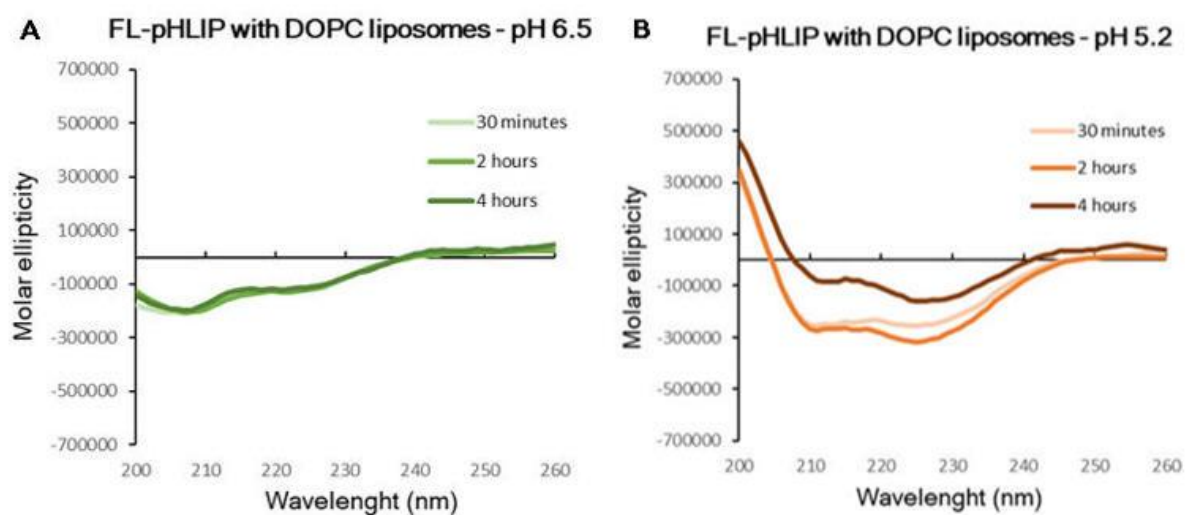 A
FL-pHLIP with DOPC liposomes - pH 6.5
700000
500000
300000
100000
-100000
-300000
-500000
-700000
Molar ellipticity
30 minutes
2 hours
4 hours
200 210 220 230 240 250 260
Wavelenght (nm)
B
FL-pHLIP with DOPC liposomes - pH 5.2
700000
500000
300000
100000
-100000
-300000
-500000
-700000
Molar ellipticity
30 minutes
2 hours
4 hours
200 210 220 230 240 250 260
Wavelenght (nm)